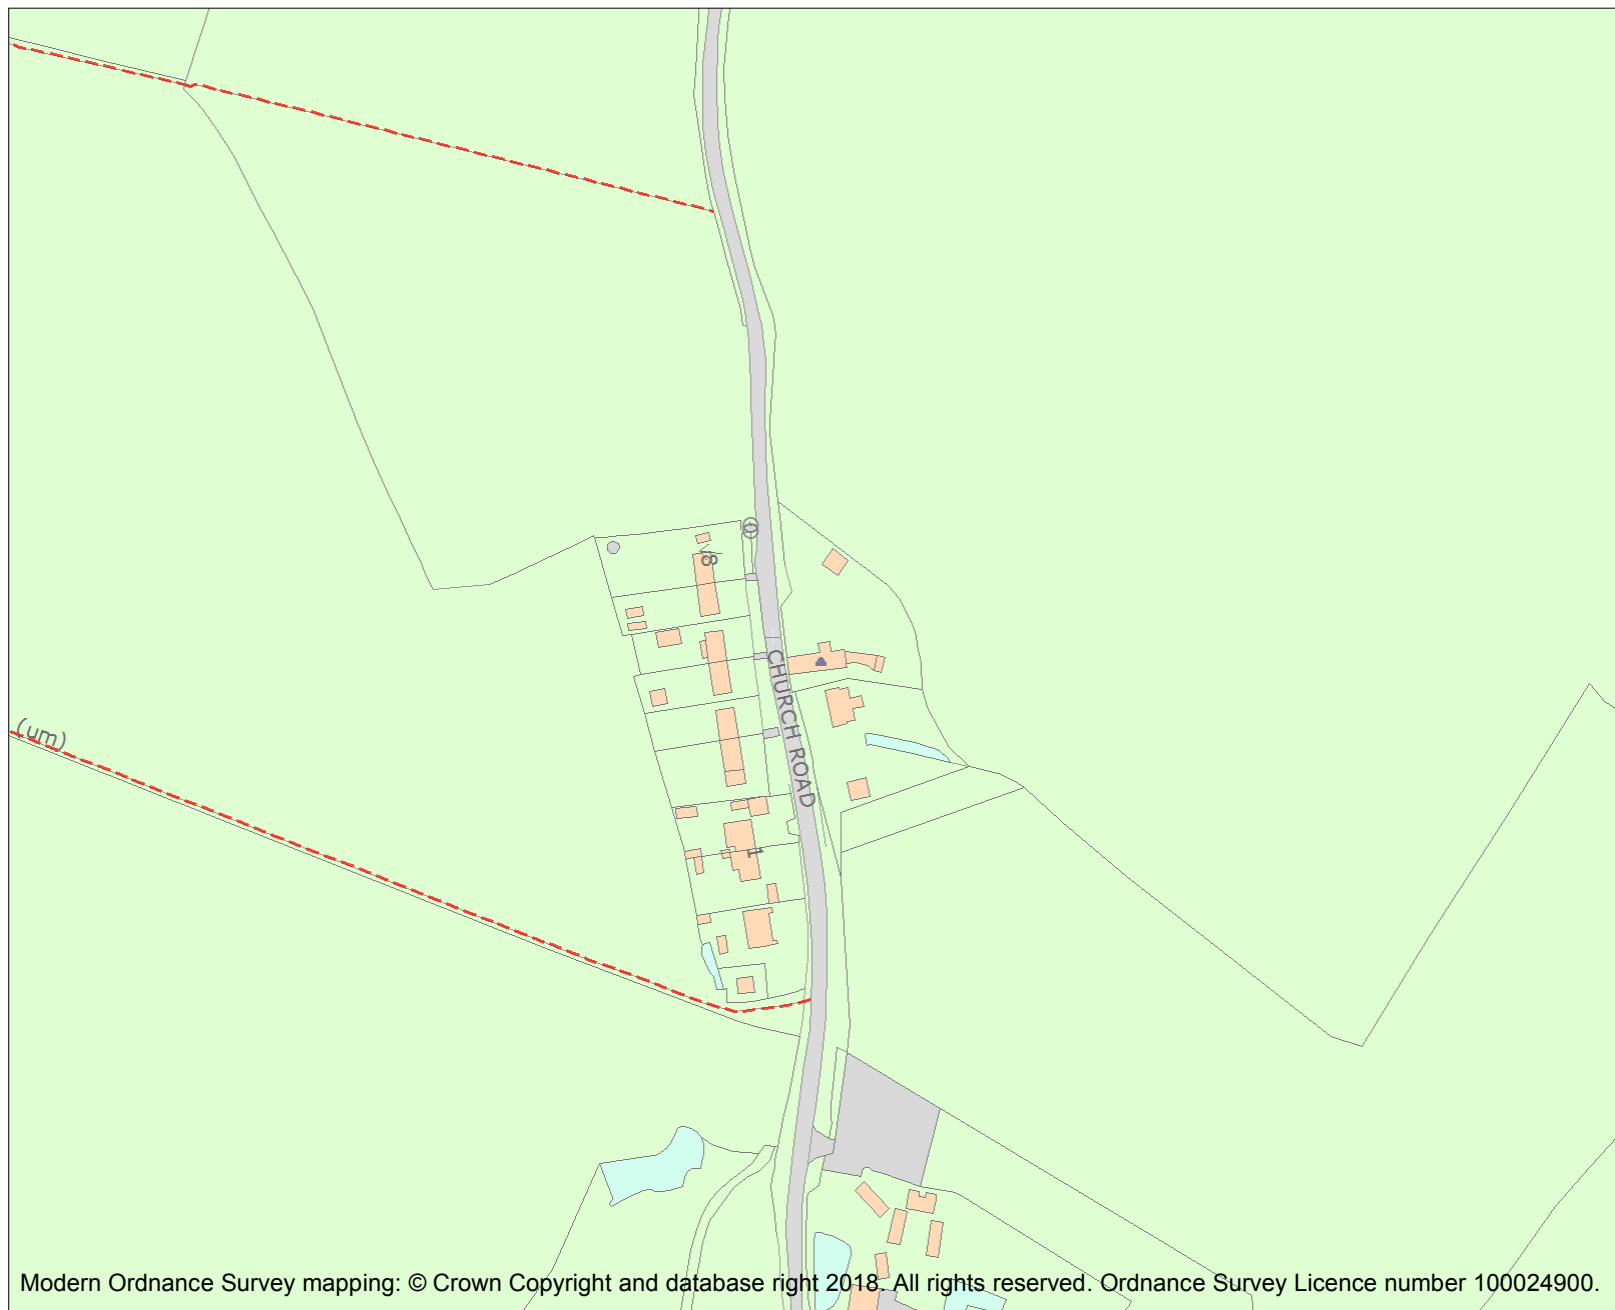 8
CHURCH ROAD
(um)
1
Modern Ordnance Survey mapping: © Crown Copyright and database right 2018. All rights reserved. Ordnance Survey Licence number 100024900.